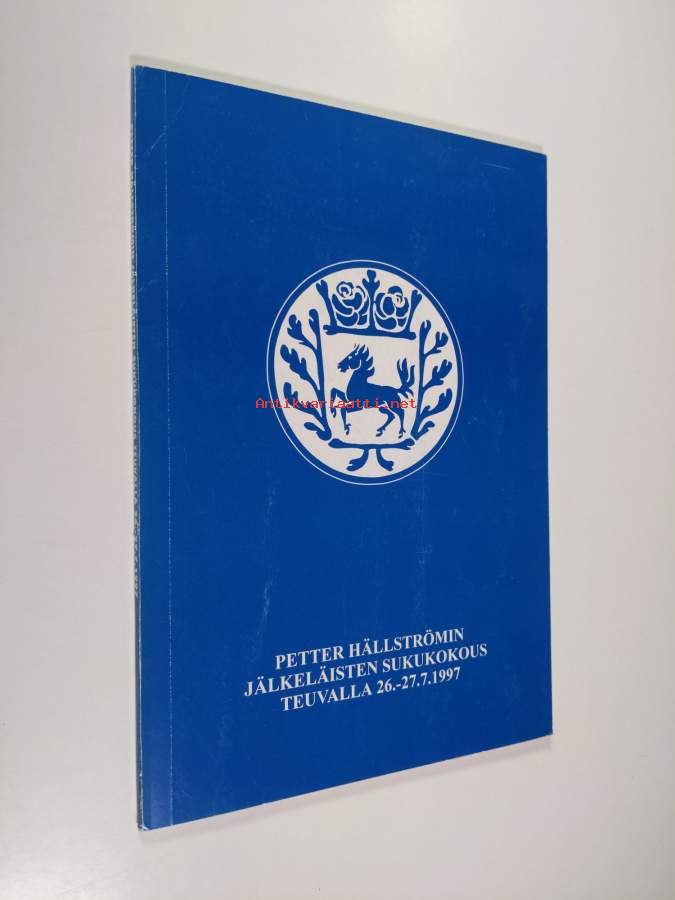 Antikvariaatti.net
PETTER HÄLLSTRÖMIN
JÄLKELÄISTEN SUKUKOKOUS
TEUVALLA 26.-27.7.1997